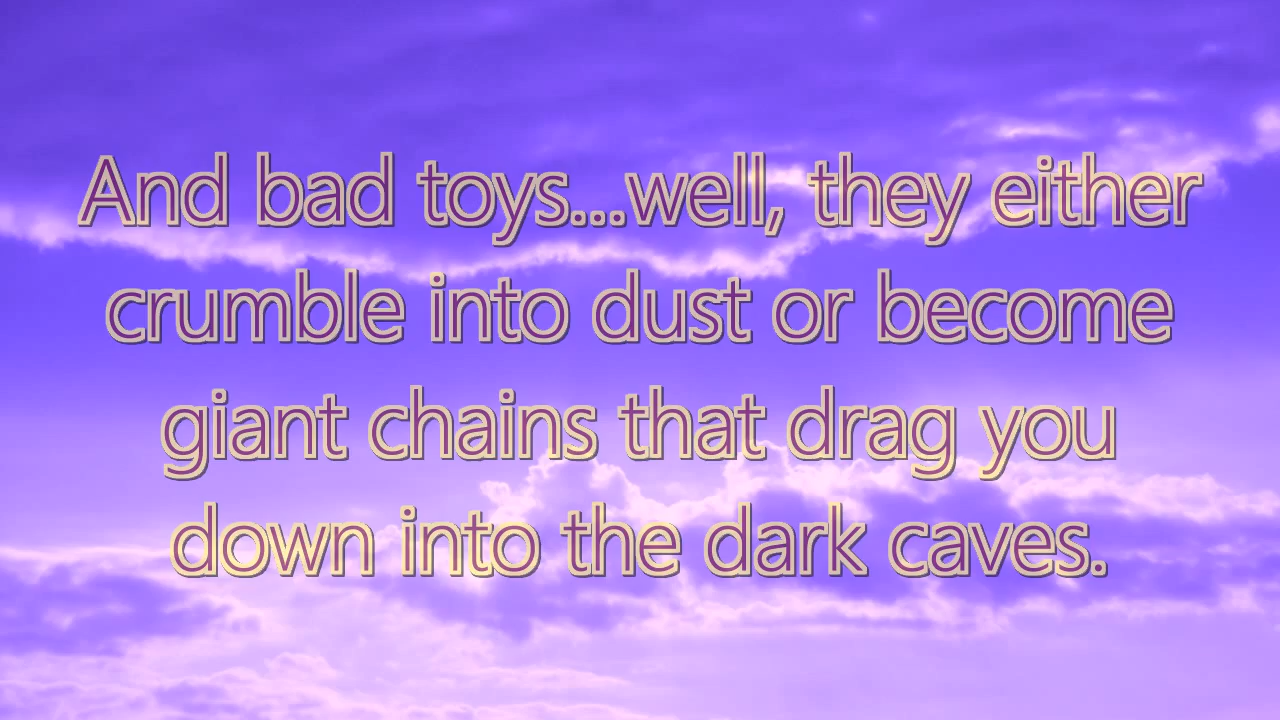 And bad toys...well, they either
crumble into dust or become
giant chains that drag you
down into the dark caves.